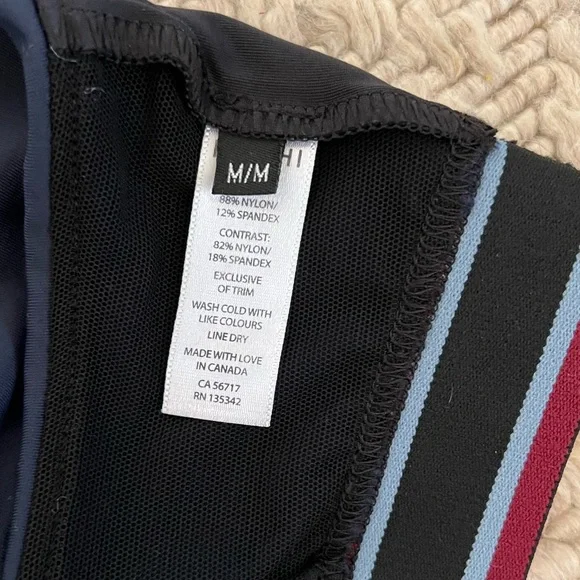 M/M
88% NYLON/
12% SPANDEX
CONTRAST:
82% NYLON/
18% SPANDEX
EXCLUSIVE
OF TRIM
WASH COLD WITH
LIKE COLOURS
LINE DRY
MADE WITH LOVE
IN CANADA
CA 56717
RN 135342